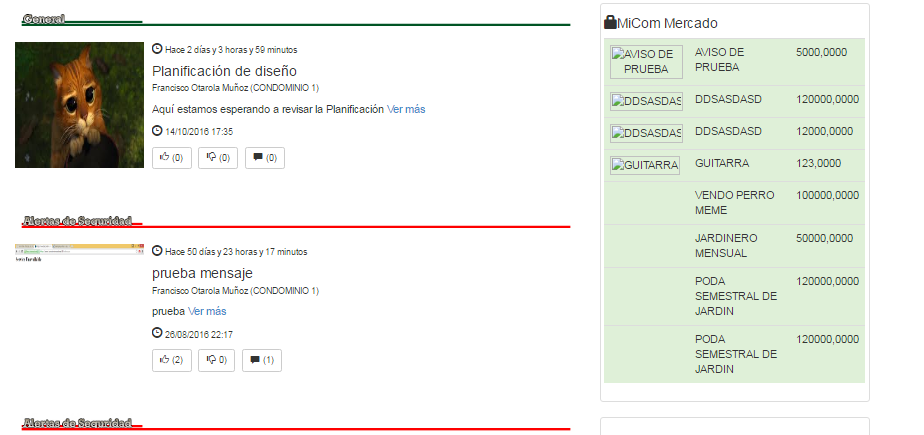 General
Hace 2 días y 3 horas y 59 minutos
Planificación de diseño
Francisco Otarola Muñoz (CONDOMINIO 1)
Aquí estamos esperando a revisar la Planificación Ver más
14/10/2016 17:35
(0) (0) (0)
Alertas de Seguridad
Hace 50 días y 23 horas y 17 minutos
prueba mensaje
Francisco Otarola Muñoz (CONDOMINIO 1)
prueba Ver más
26/08/2016 22:17
(2) 0) (1)
Alertas de Seguridad
MiCom Mercado
AVISO DE
PRUEBA
AVISO DE
PRUEBA
5000,0000
DDSASDAS
DDSASDASD
120000,0000
DDSASDAS
DDSASDASD
12000,0000
GUITARRA
GUITARRA
123,0000
VENDO PERRO
MEME
100000,0000
JARDINERO
MENSUAL
50000,0000
PODA
SEMESTRAL DE
JARDIN
120000,0000
PODA
SEMESTRAL DE
JARDIN
120000,0000